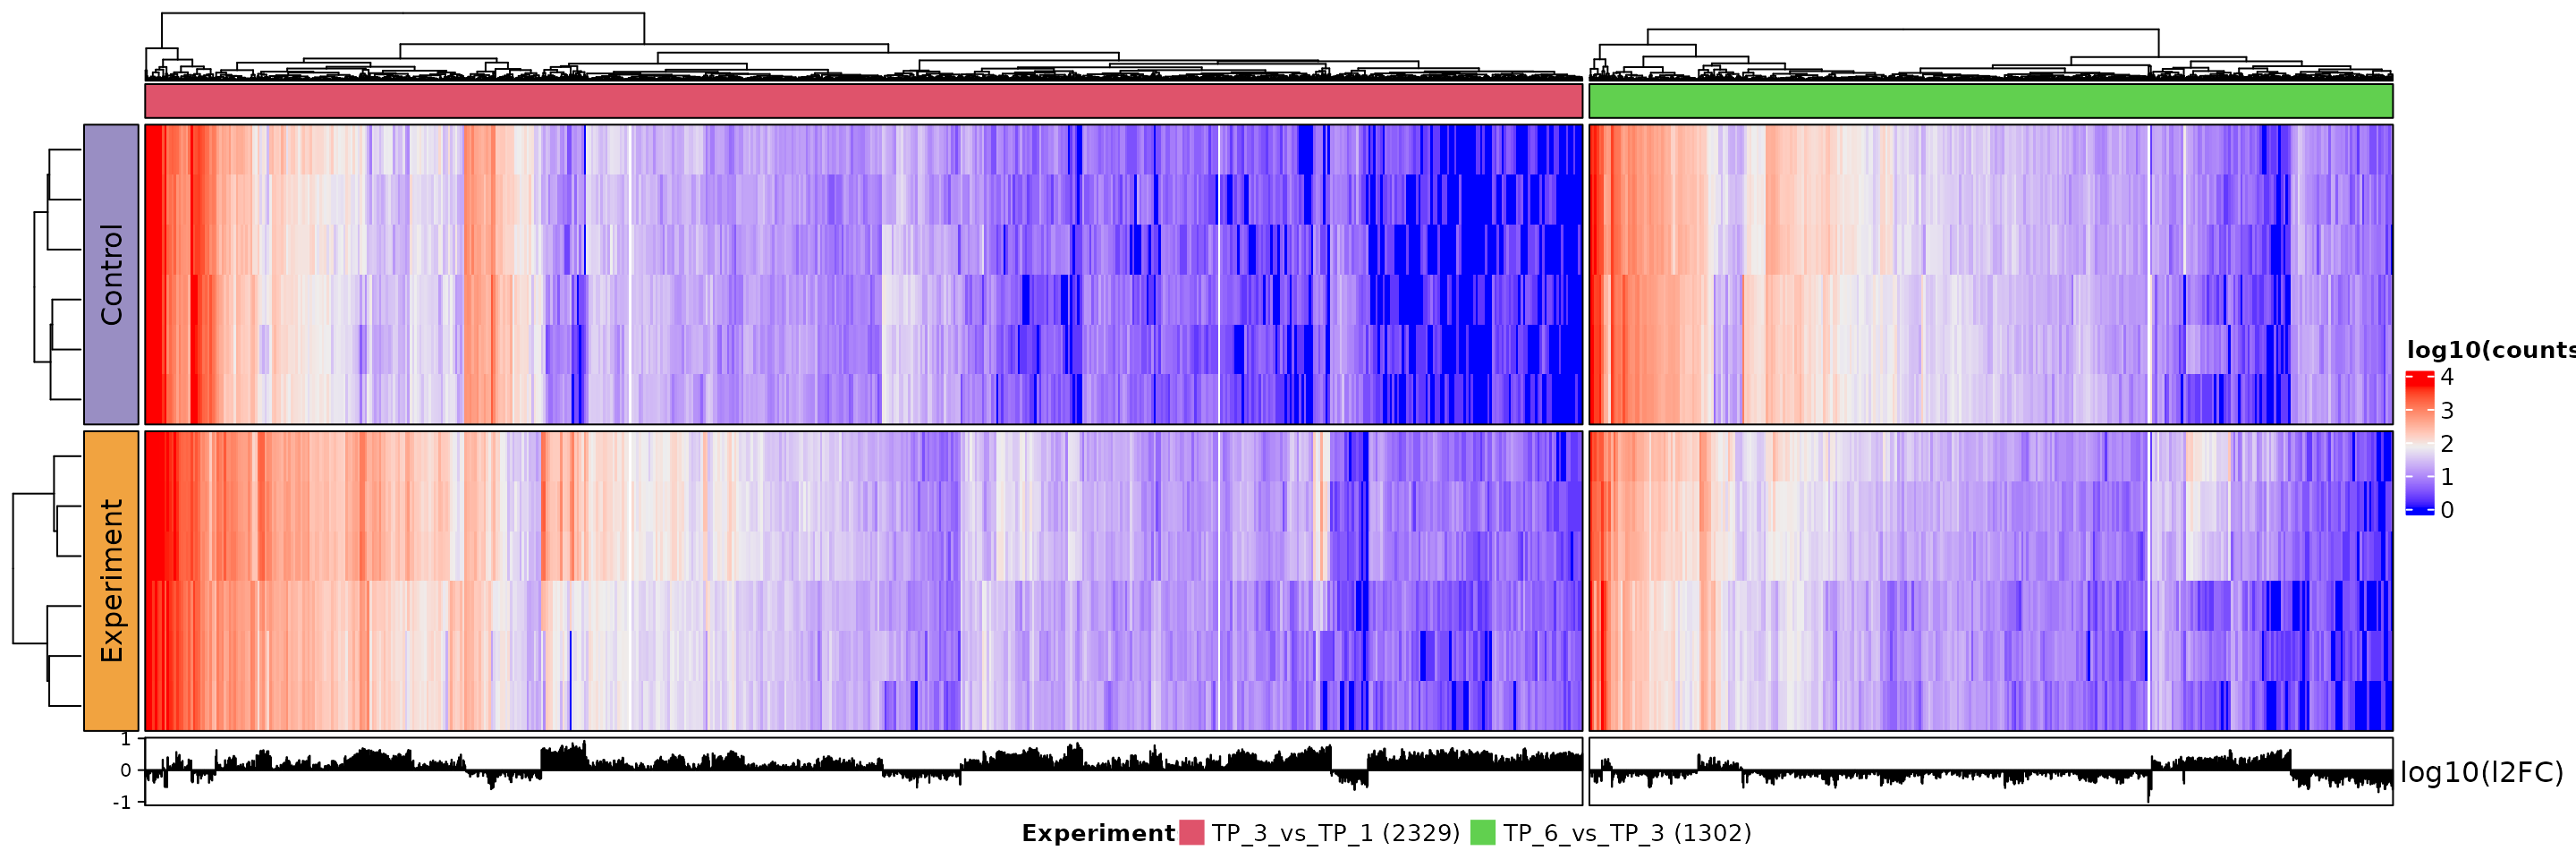 Control
Experiment
log10(counts
4
3
2
1
0
1
0
-1
log10(l2FC)
Experiment TP_3_vs_TP_1 (2329) TP_6_vs_TP_3 (1302)